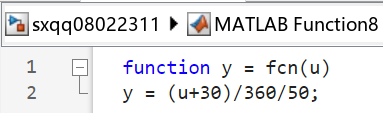 sxqq08022311 ▶ MATLAB Function8
1 function y = fcn(u)
2 y = (u+30)/360/50;